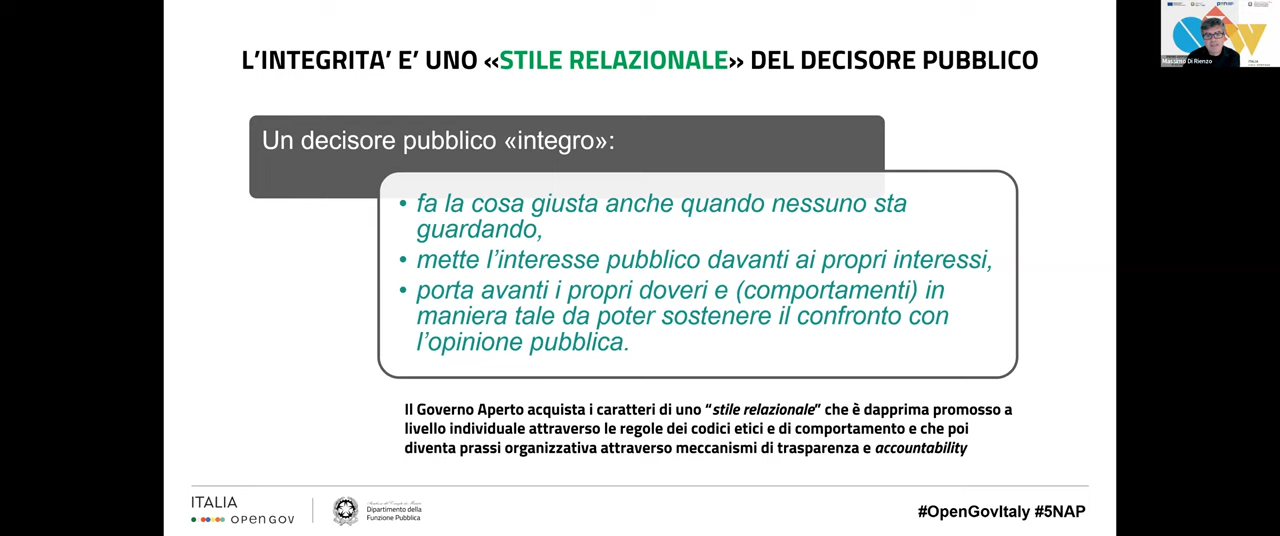 L’INTEGRITA’ E’ UNO «STILE RELAZIONALE» DEL DECISORE PUBBLICO
Massimo Di Rienzo
Un decisore pubblico «integro»:
• fa la cosa giusta anche quando nessuno sta
guardando,
• mette l’interesse pubblico davanti ai propri interessi,
• porta avanti i propri doveri e (comportamenti) in
maniera tale da poter sostenere il confronto con
l’opinione pubblica.
Il Governo Aperto acquista i caratteri di uno “stile relazionale” che è dapprima promosso a
livello individuale attraverso le regole dei codici etici e di comportamento e che poi
diventa prassi organizzativa attraverso meccanismi di trasparenza e accountability
ITALIA
OPEN GOV
Dipartimento della
Funzione Pubblica
#OpenGovItaly #5NAP